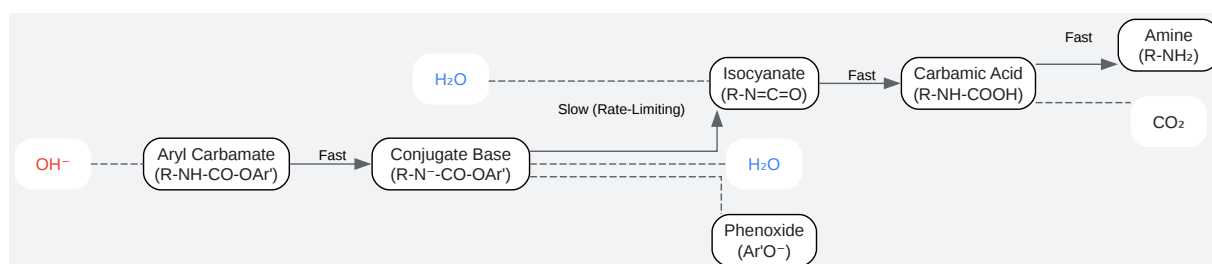 Amine
(R-NH₂)
Fast
H₂O
Isocyanate
(R-N=C=O)
Fast
Carbamic Acid
(R-NH-COOH)
Slow (Rate-Limiting)
CO₂
OH⁻
Aryl Carbamate
(R-NH-CO-OAr')
Fast
Conjugate Base
(R-N⁻-CO-OAr')
H₂O
Phenoxide
(Ar'O⁻)